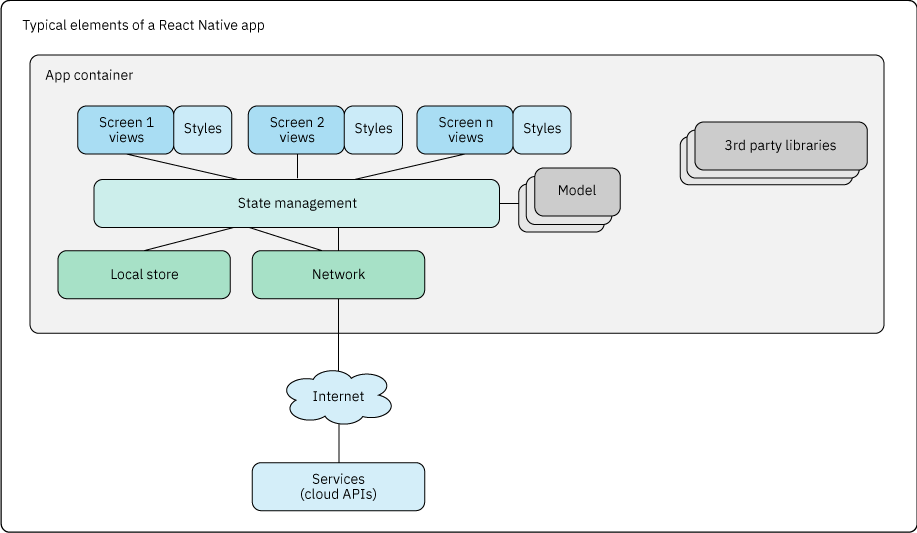 Typical elements of a React Native app
App container
Screen 1
views
Styles
Screen 2
views
Styles
Screen n
views
Styles
3rd party libraries
Model
State management
Local store
Network
Internet
Services
(cloud APIs)